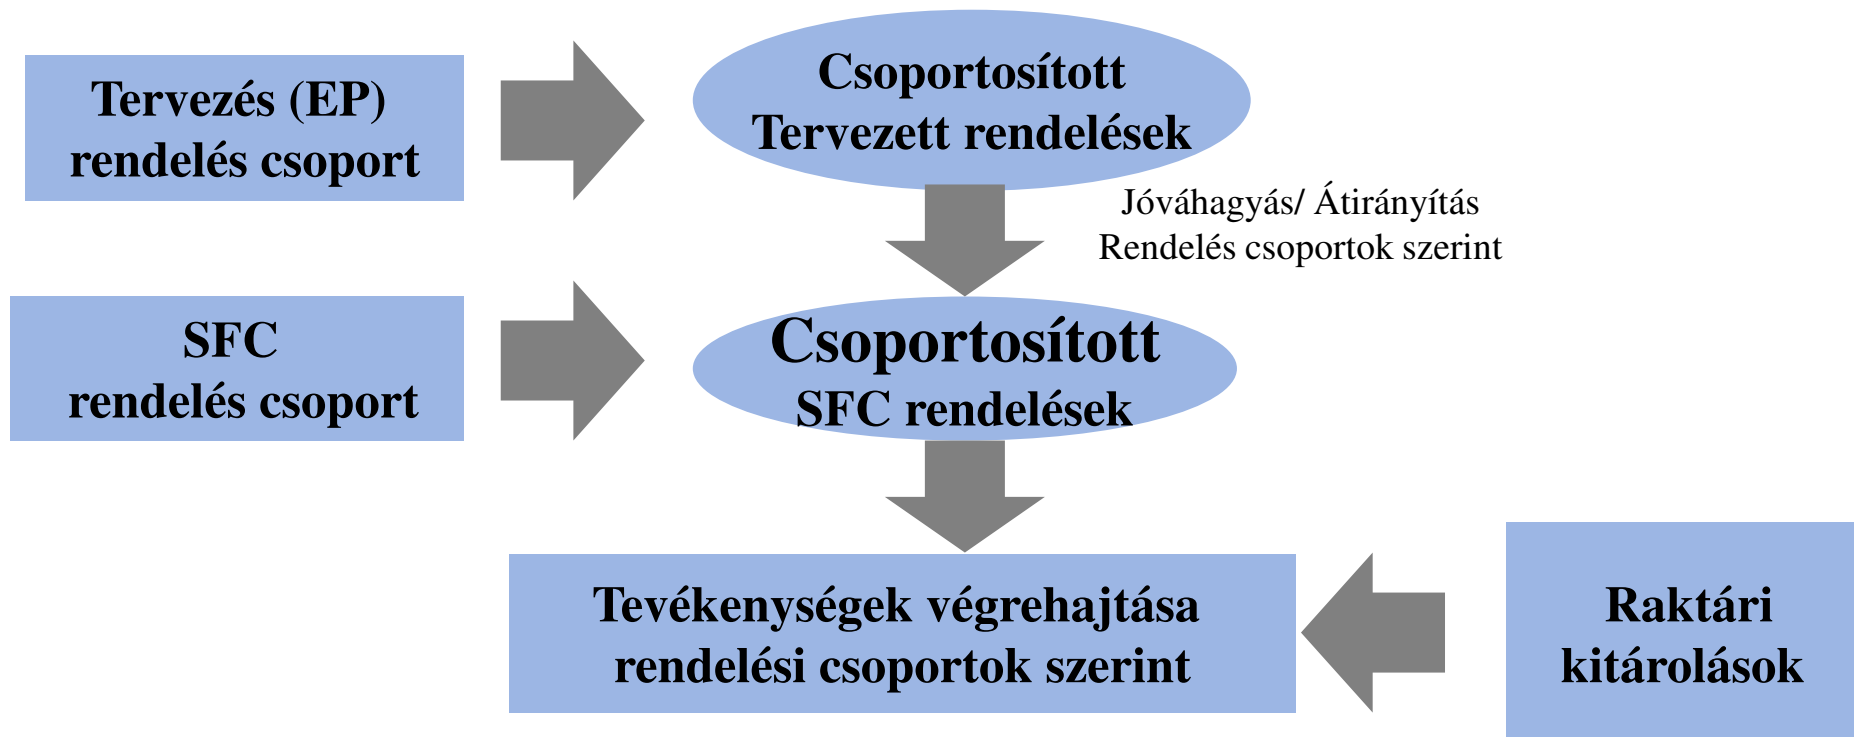 Tervezés (EP)
rendelés csoport
Csoportosított
Tervezett rendelések
Jóváhagyás/ Átirányítás
Rendelés csoportok szerint
SFC
rendelés csoport
Csoportosított
SFC rendelések
Tevékenységek végrehajtása
rendelési csoportok szerint
Raktári
kitárolások